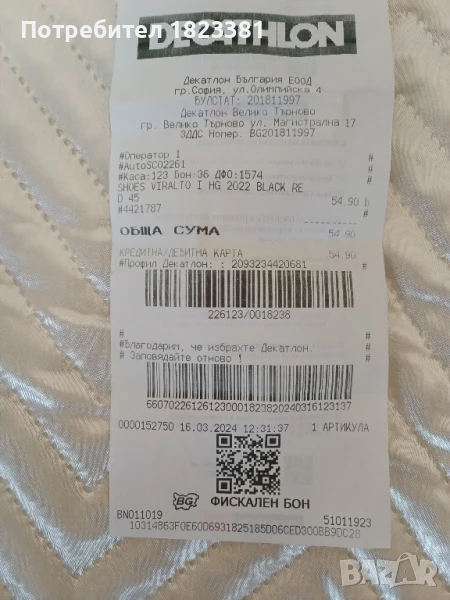 Потребител 1823381
DECATHLON
Декатлон България ЕООД
гр.София, ул.Олимпийска 4
БУЛСТАТ: 201811997
Декатлон Велико Търново
гр. Велико Търново ул. Магистрална 17
ЗДДС Номер. BG201811997
#Оператор 1 #
#AutoSCO2261
#Каса:123 Бон:36 ДФО:1574 #
SHOES VIRALTO I HG 2022 BLACK RE
D 45 54.90 Б
#4421787
ОБЩА СУМА 54.90
КРЕДИТНА/ДЕБИТНА КАРТА 54.90
#Профил Декатлон: : 2093234420681 #
226123/0018238
# #
#Благодарим, че избрахте Декатлон. #
# Заповядайте отново ! #
660702261261230001823820240316123137
0000152750 16.03.2024 12:31:37 1 АРТИКУЛА
BG ФИСКАЛЕН БОН
BN011019 51011923
10314863F0E60D6931825185D06CED300BB9DC28
bazar